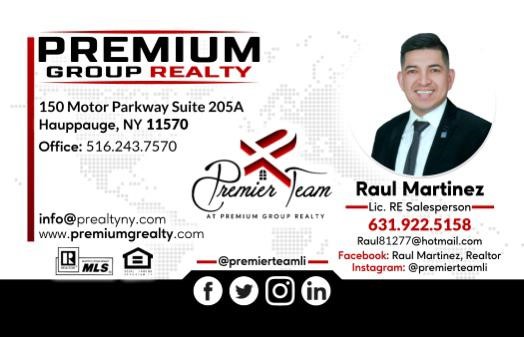 PREMIUM
GROUP REALTY
150 Motor Parkway Suite 205A
Hauppauge, NY 11570
Office: 516.243.7570
info@prealtyny.com
www.premiumgrealty.com
R
REALTOR
MLS
Premier Team
AT PREMIUM GROUP REALTY
@premierteamli
Raul Martinez
Lic. RE Salesperson
631.922.5158
Raul81277@hotmail.com
Facebook: Raul Martinez, Realtor
Instagram: @premierteamli
f
in